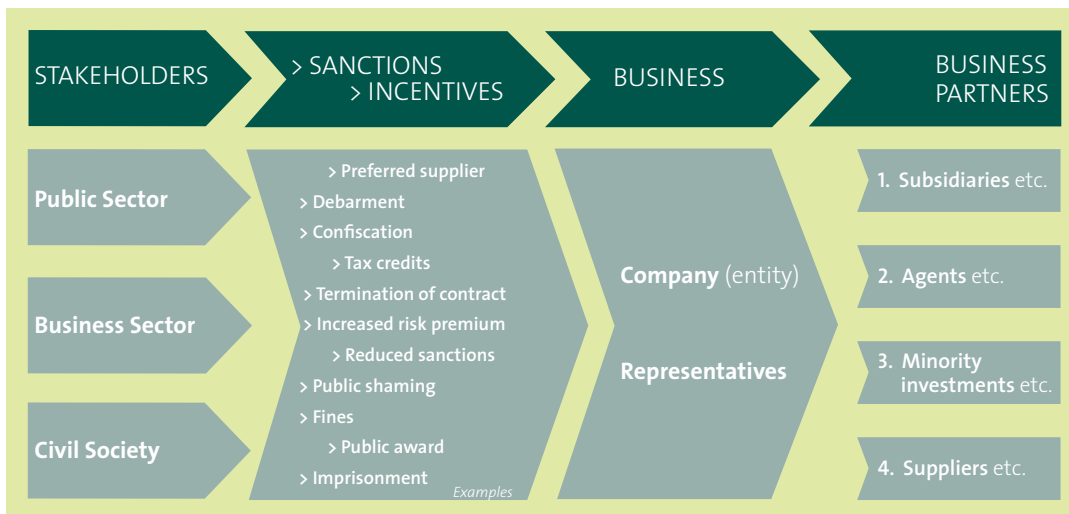 STAKEHOLDERS
> SANCTIONS
> INCENTIVES
BUSINESS
BUSINESS
PARTNERS
Public Sector
Business Sector
Civil Society
> Preferred supplier
> Debarment
> Confiscation
> Tax credits
> Termination of contract
> Increased risk premium
> Reduced sanctions
> Public shaming
> Fines
> Public award
> Imprisonment
Examples
Company (entity)
Representatives
1. Subsidiaries etc.
2. Agents etc.
3. Minority
investments etc.
4. Suppliers etc.